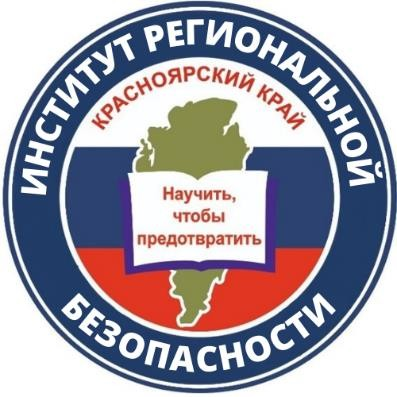 ИНСТИТУТ РЕГИОНАЛЬНОЙ
БЕЗОПАСНОСТИ
КРАСНОЯРСКИЙ КРАЙ
Научить,
чтобы
предотвратить